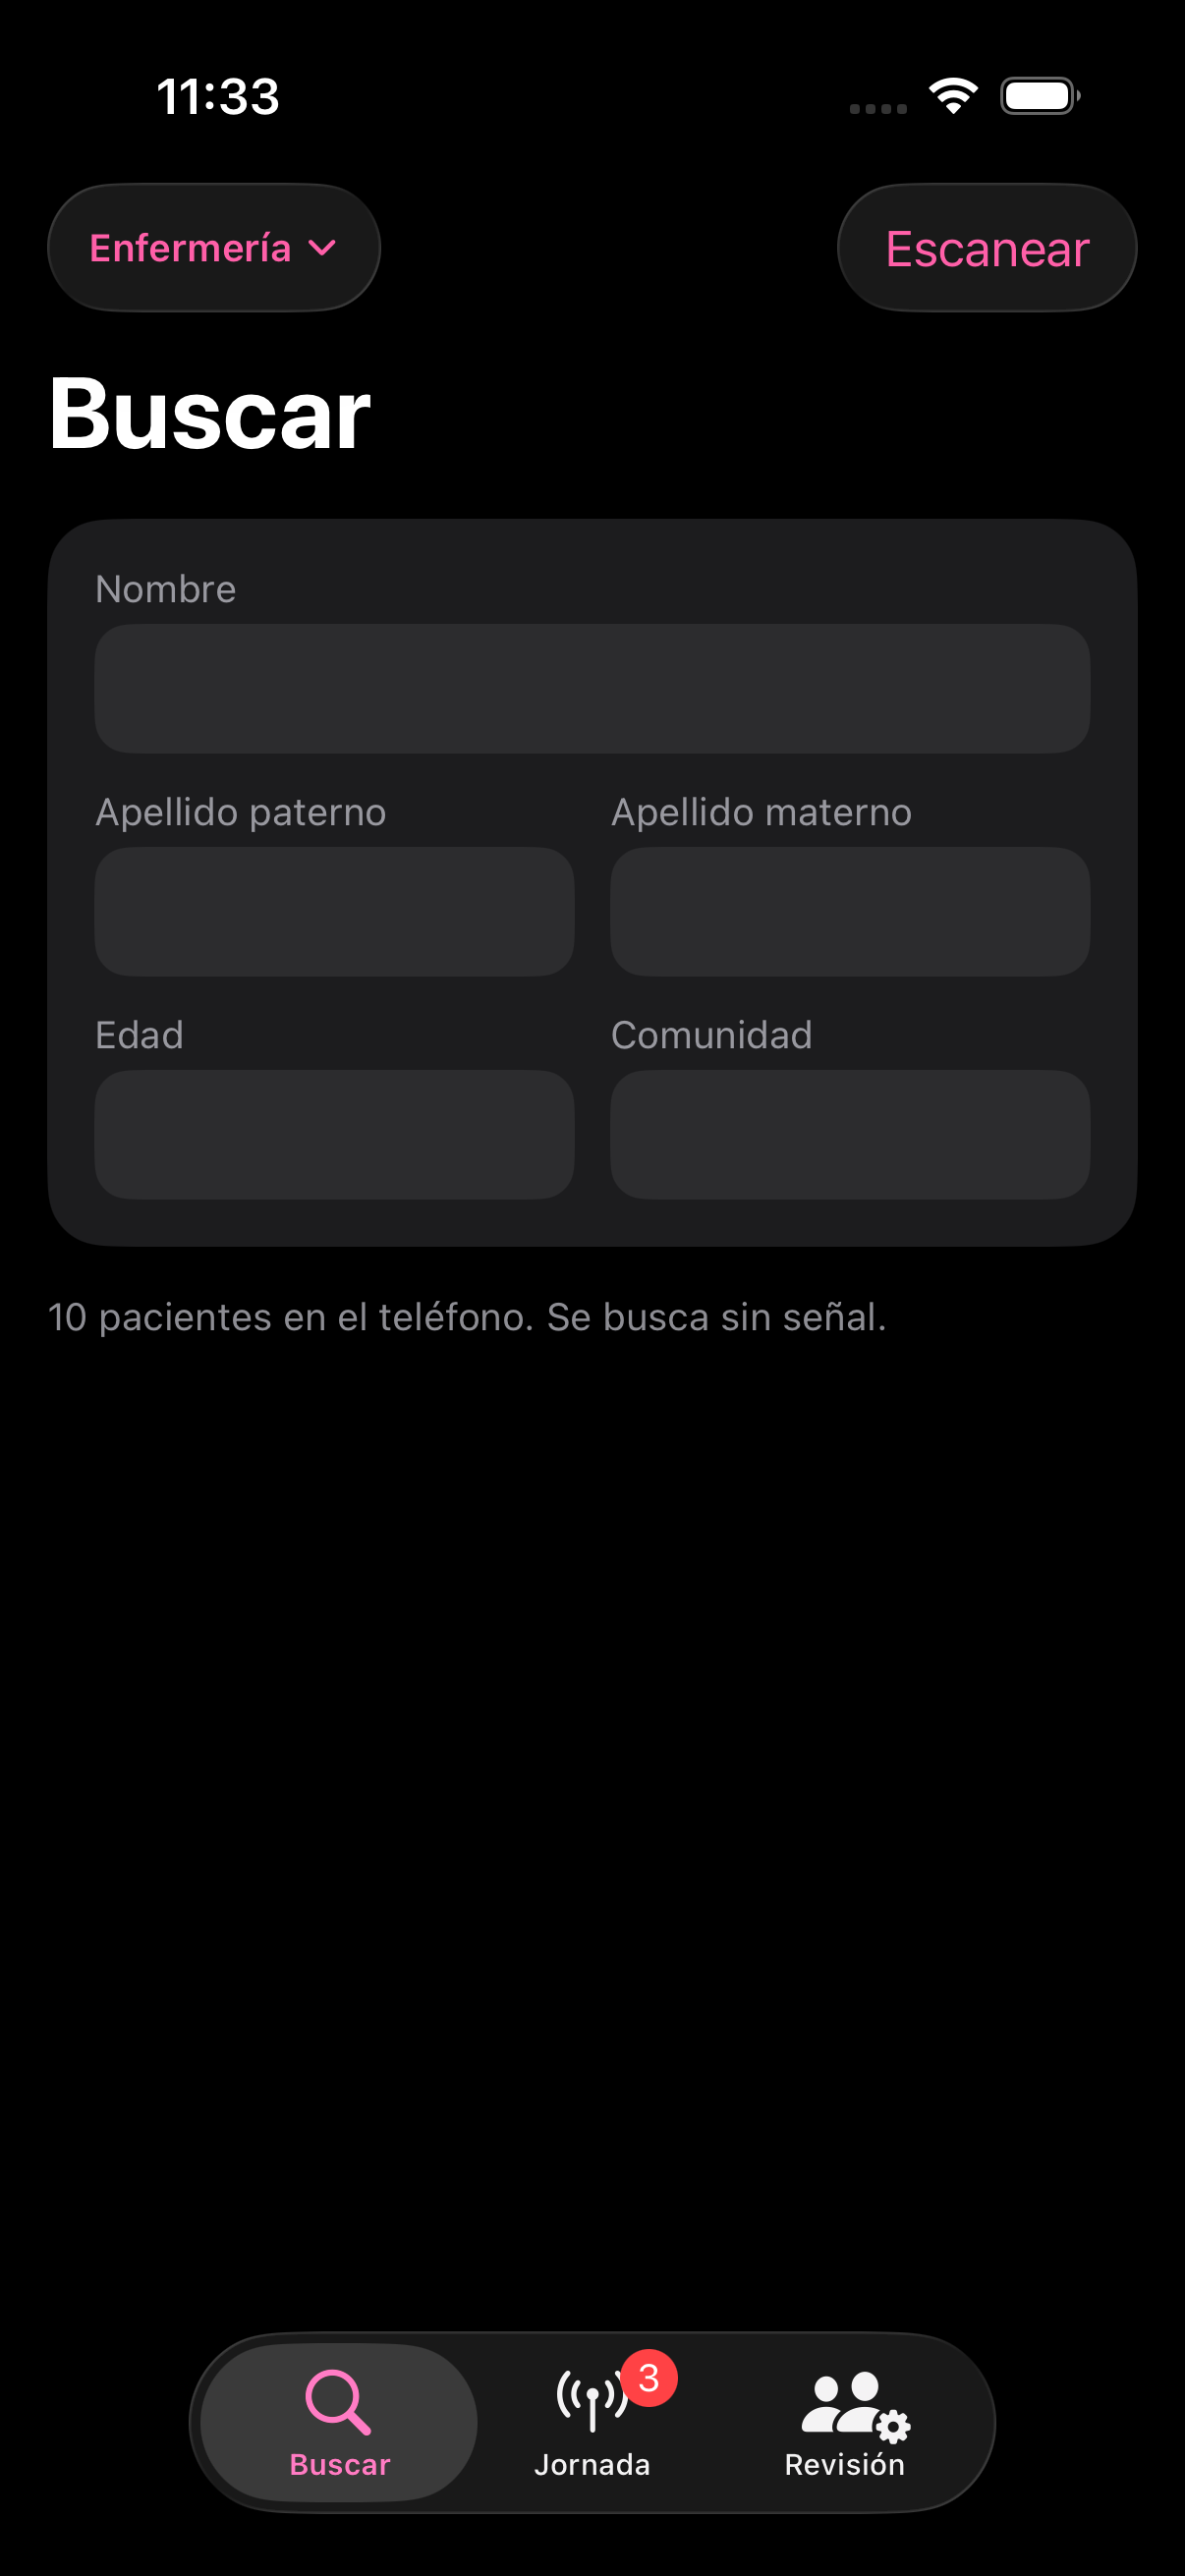 11:33
Enfermería
Escanear
Buscar
Nombre
Apellido paterno
Apellido materno
Edad
Comunidad
10 pacientes en el teléfono. Se busca sin señal.
3
Buscar
Jornada
Revisión